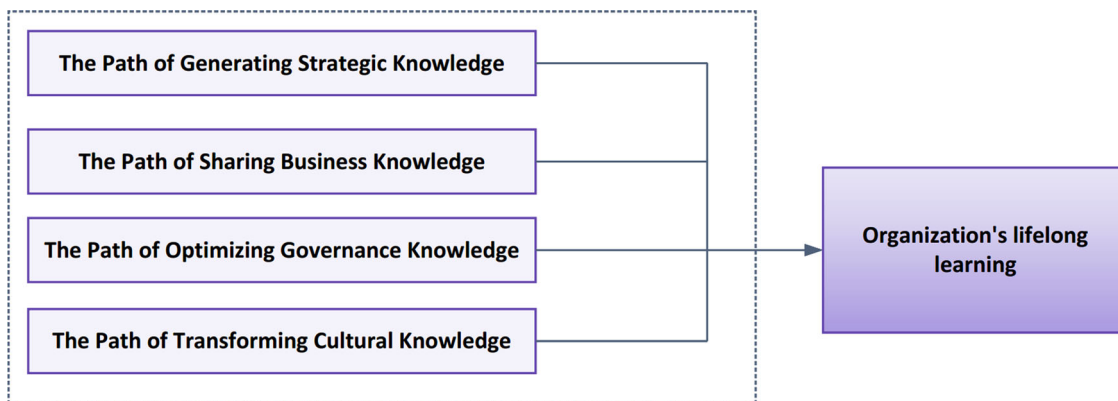 The Path of Generating Strategic Knowledge
The Path of Sharing Business Knowledge
The Path of Optimizing Governance Knowledge
The Path of Transforming Cultural Knowledge
Organization's lifelong
learning